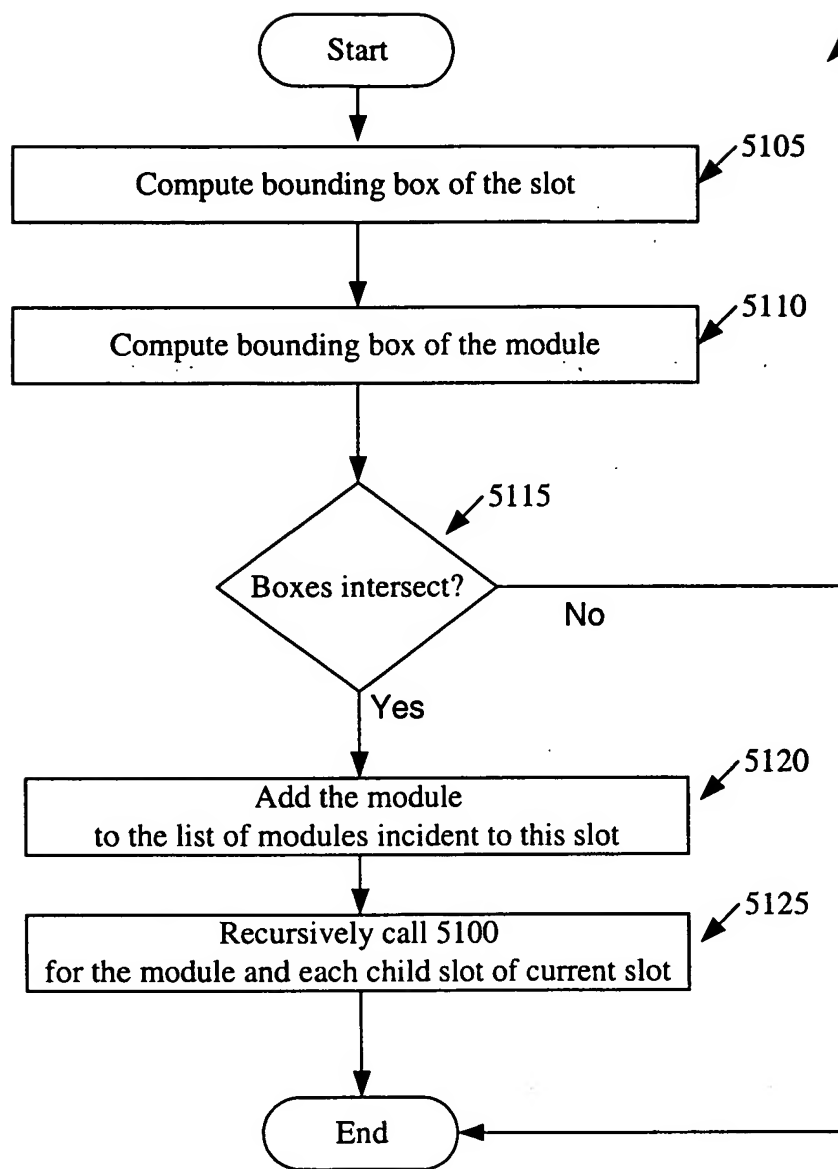 Start
5105
Compute bounding box of the slot
5110
Compute bounding box of the module
5115
Boxes intersect?
No
Yes
5120
Add the module
to the list of modules incident to this slot
5125
Recursively call 5100
for the module and each child slot of current slot
End